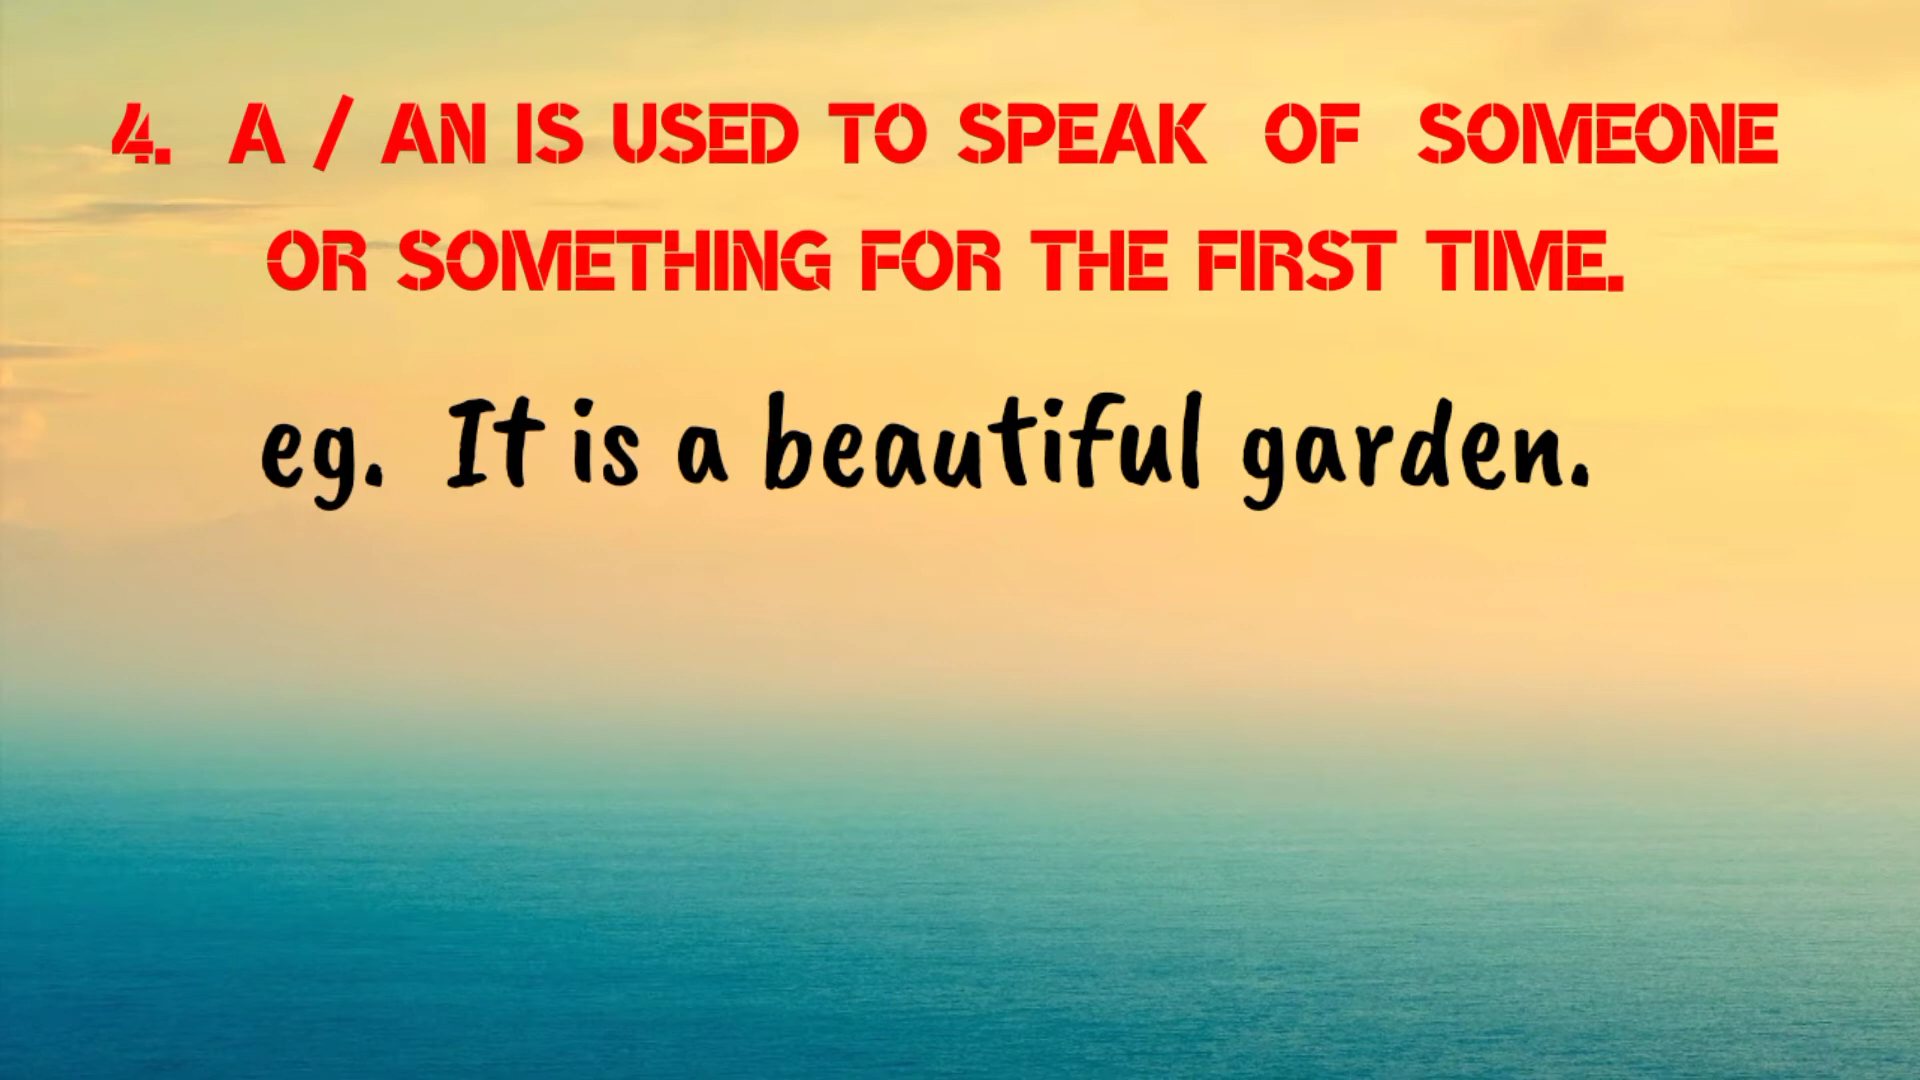 4. A / AN IS USED TO SPEAK OF SOMEONE
OR SOMETHING FOR THE FIRST TIME.
eg. It is a beautiful garden.